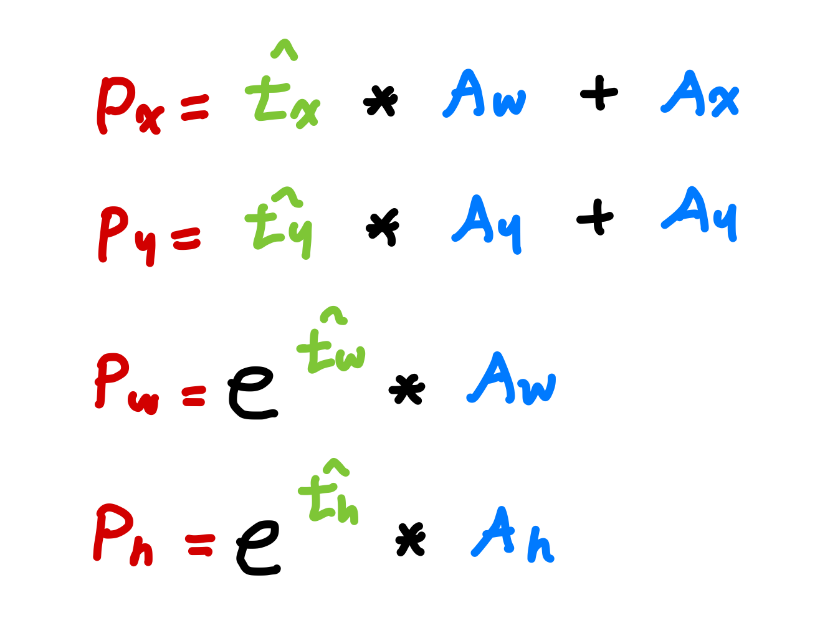 Px = t̂x * Aw + Ax
Py = t̂y * Ay + Ay
Pw = e^t̂w * Aw
Ph = e^t̂h * Ah